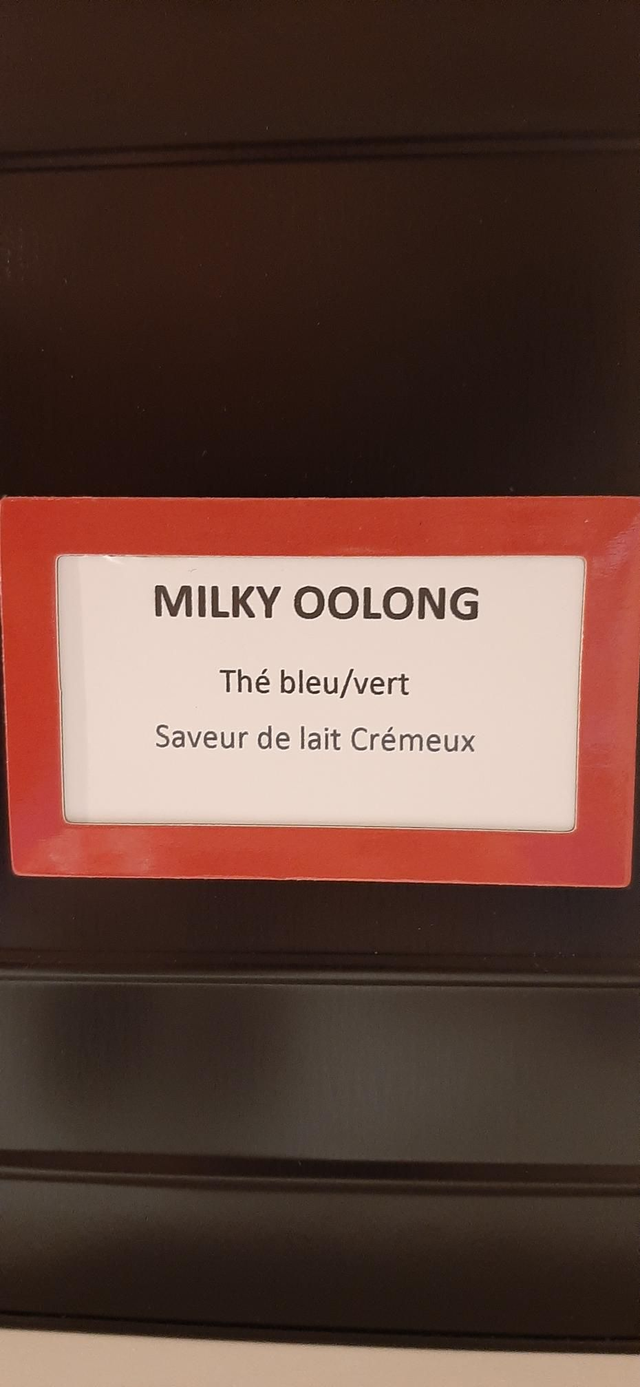 MILKY OOLONG
Thé bleu/vert
Saveur de lait Crémeux